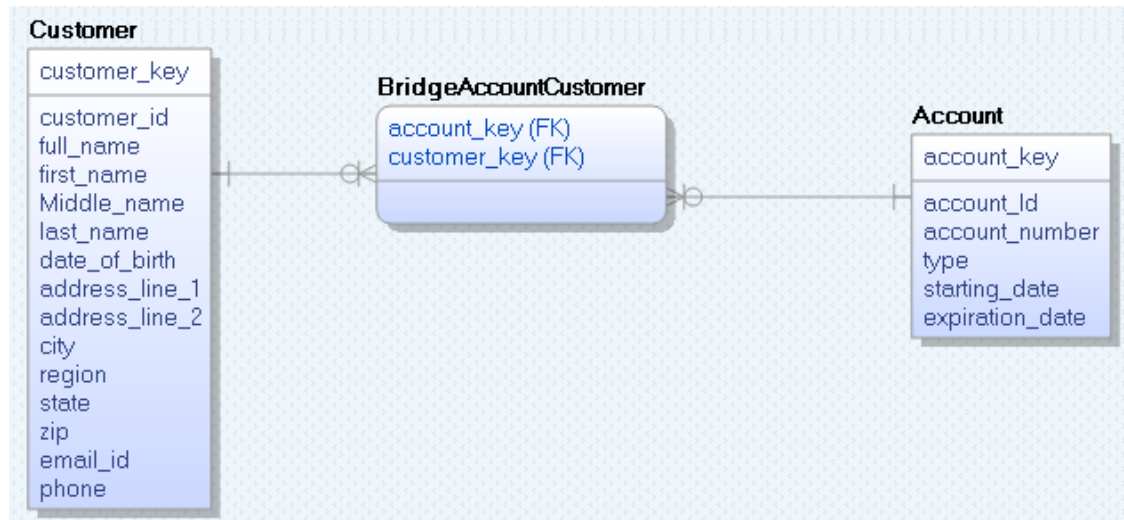 Customer
customer_key
customer_id
full_name
first_name
Middle_name
last_name
date_of_birth
address_line_1
address_line_2
city
region
state
zip
email_id
phone
BridgeAccountCustomer
account_key (FK)
customer_key (FK)
Account
account_key
account_Id
account_number
type
starting_date
expiration_date